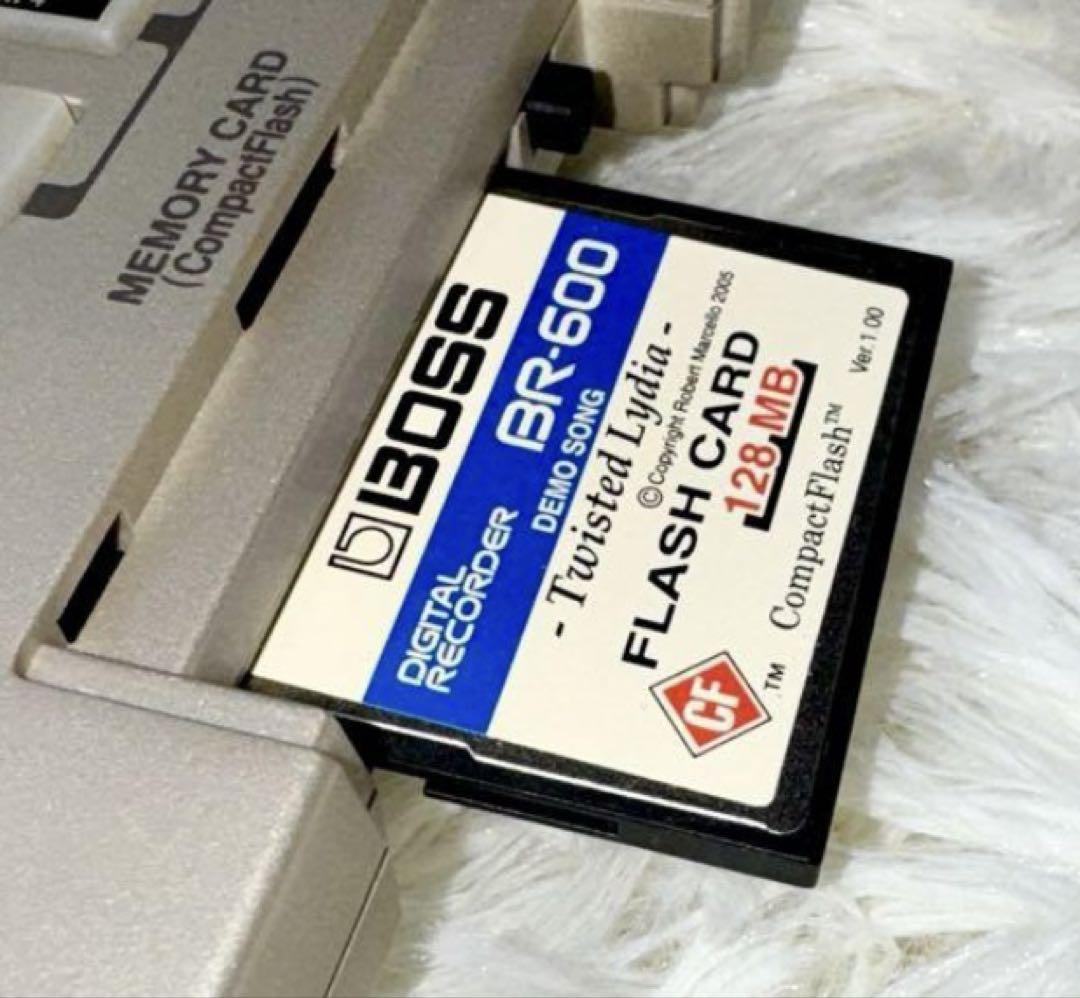 MEMORY CARD
(CompactFlash)
BOSS
DIGITAL
RECORDER
BR-600
DEMO SONG
- Twisted Lydia -
©Copyright Robert Marcello 2005
FLASH CARD
128 MB
CF
TM
CompactFlash™
Ver.1 00